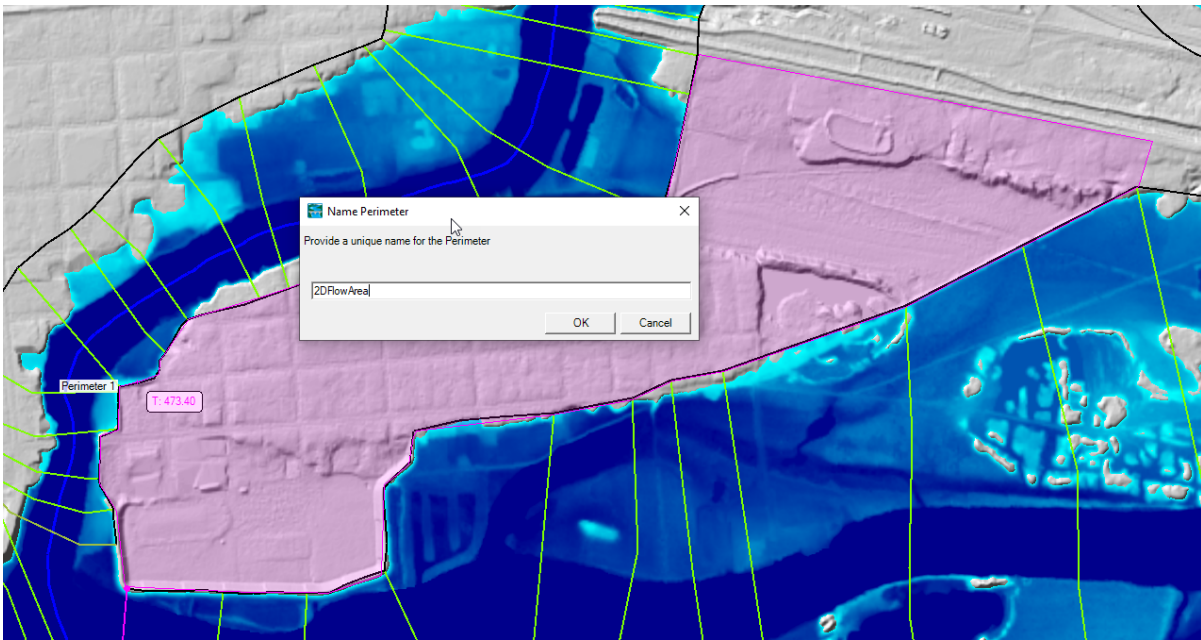 Name Perimeter
Provide a unique name for the Perimeter
2DFlowArea
OK Cancel
Perimeter 1
T: 473.40